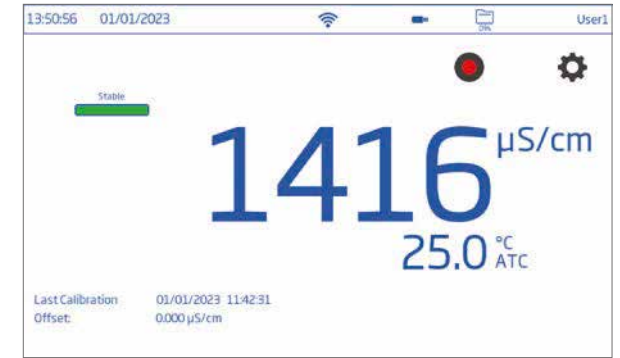 13:50:56 01/01/2023 User1
0%
Stable
1416 µS/cm
25.0 °C
ATC
Last Calibration 01/01/2023 11:42:31
Offset: 0.000 µS/cm